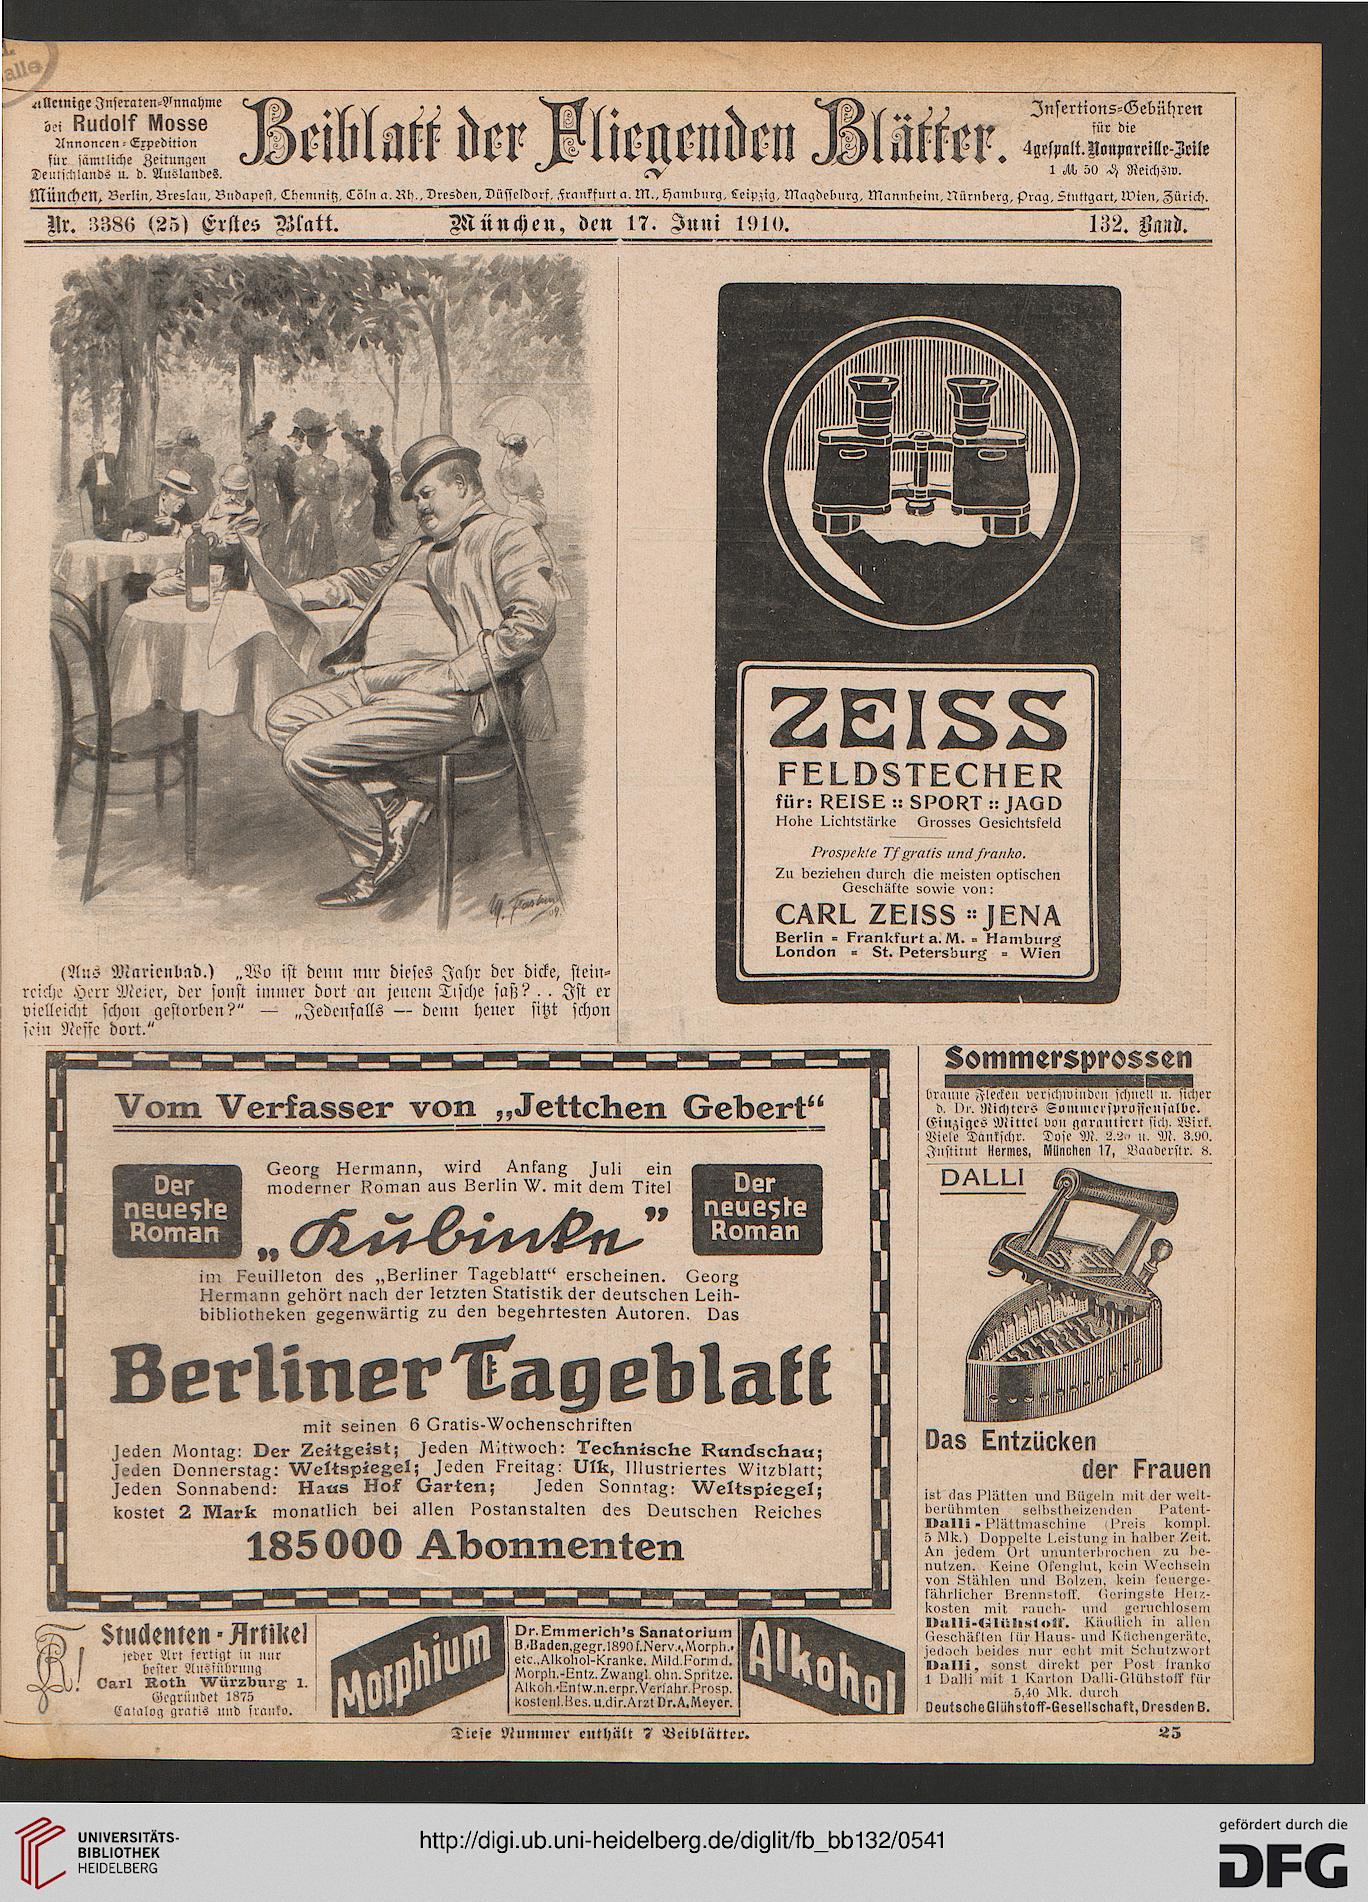 alle
Alleinige Inseraten-Annahme
bei Rudolf Mosse
Annoncen-Expedition
für sämtliche Zeitungen
Deutschlands u. d. Auslandes.
Beiblatt der Fliegenden Blätter.
Insertions-Gebühren
für die
4gespalt. Nonpareille-Zeile
1 ℳ 50 ₰ Reichsw.
München, Berlin, Breslau, Budapest, Chemnitz, Cöln a. Rh., Dresden, Düsseldorf, Frankfurt a. M., Hamburg, Leipzig, Magdeburg, Mannheim, Nürnberg, Prag, Stuttgart, Wien, Zürich.
Nr. 3386 (25) Erstes Blatt. München, den 17. Juni 1910. 132. Band.
09.
(Aus Marienbad.) „Wo ist denn nur dieses Jahr der dicke, stein-
reiche Herr Meier, der sonst immer dort an jenem Tische saß? . . Ist er
vielleicht schon gestorben?" — „Jedenfalls — denn heuer sitzt schon
sein Neffe dort."
ZEISS
FELDSTECHER
für: REISE :: SPORT :: JAGD
Hohe Lichtstärke Grosses Gesichtsfeld
Prospekte Tf gratis und franko.
Zu beziehen durch die meisten optischen
Geschäfte sowie von:
CARL ZEISS :: JENA
Berlin = Frankfurt a. M. = Hamburg
London = St. Petersburg = Wien
Vom Verfasser von „Jettchen Gebert“
Der
neueste
Roman
Georg Hermann, wird Anfang Juli ein
moderner Roman aus Berlin W. mit dem Titel
„Kubinke”
Der
neueste
Roman
im Feuilleton des „Berliner Tageblatt“ erscheinen. Georg
Hermann gehört nach der letzten Statistik der deutschen Leih-
bibliotheken gegenwärtig zu den begehrtesten Autoren. Das
Berliner Tageblatt
mit seinen 6 Gratis-Wochenschriften
Jeden Montag: Der Zeitgeist; Jeden Mittwoch: Technische Rundschau;
Jeden Donnerstag: Weltspiegel; Jeden Freitag: Ulk, Illustriertes Witzblatt;
Jeden Sonnabend: Haus Hof Garten; Jeden Sonntag: Weltspiegel;
kostet 2 Mark monatlich bei allen Postanstalten des Deutschen Reiches
185000 Abonnenten
Sommersprossen
braune Flecken verschwinden schnell u. sicher
d. Dr. Richters Sommersprossensalbe.
Einziges Mittel von garantiert sich. Wirk.
Viele Dankschr. Dose M. 2.20 u. M. 3.90.
Institut Hermes, München 17, Baaderstr. 8.
DALLI
Das Entzücken
der Frauen
ist das Plätten und Bügeln mit der welt-
berühmten selbstheizenden Patent-
Dalli-Plättmaschine (Preis kompl.
5 Mk.) Doppelte Leistung in halber Zeit.
An jedem Ort ununterbrochen zu be-
nutzen. Keine Ofenglut, kein Wechseln
von Stählen und Bolzen, kein feuerge-
fährlicher Brennstoff. Geringste Heiz-
kosten mit rauch- und geruchlosem
Dalli-Glühstoff. Käuflich in allen
Geschäften für Haus- und Küchengeräte,
jedoch beides nur echt mit Schutzwort
Dalli, sonst direkt per Post franko
1 Dalli mit 1 Karton Dalli-Glühstoff für
5,40 Mk. durch
Deutsche Glühstoff-Gesellschaft, Dresden B.
Studenten-Artikel
jeder Art fertigt in nur
bester Ausführung
Carl Roth Würzburg 1.
Gegründet 1875
Catalog gratis und franko.
Morphium
Dr. Emmerich's Sanatorium
B.-Baden, gegr. 1890 f. Nerv.-, Morph.-
etc., Alkohol-Kranke. Mild. Form d.
Morph.-Entz. Zwangl. ohn. Spritze.
Alkoh.-Entw. n. erpr. Verfahr. Prosp.
kostenl. Bes. u. dir. Arzt Dr. A. Meyer.
Alkohol
Diese Nummer enthält 7 Beiblätter.
25
UNIVERSITÄTS-
BIBLIOTHEK
HEIDELBERG
http://digi.ub.uni-heidelberg.de/diglit/fb_bb132/0541
gefördert durch die
DFG